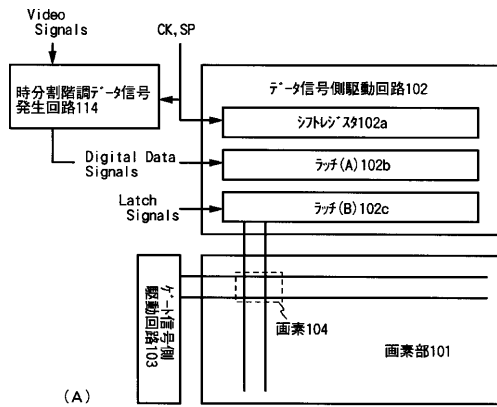 Video
Signals
CK,SP
時分割階調データ信号
発生回路114
データ信号側駆動回路102
シフトレジスタ102a
Digital Data
Signals
ラッチ(A)102b
Latch
Signals
ラッチ(B)102c
ゲート信号側
駆動回路103
画素104
画素部101
(A)